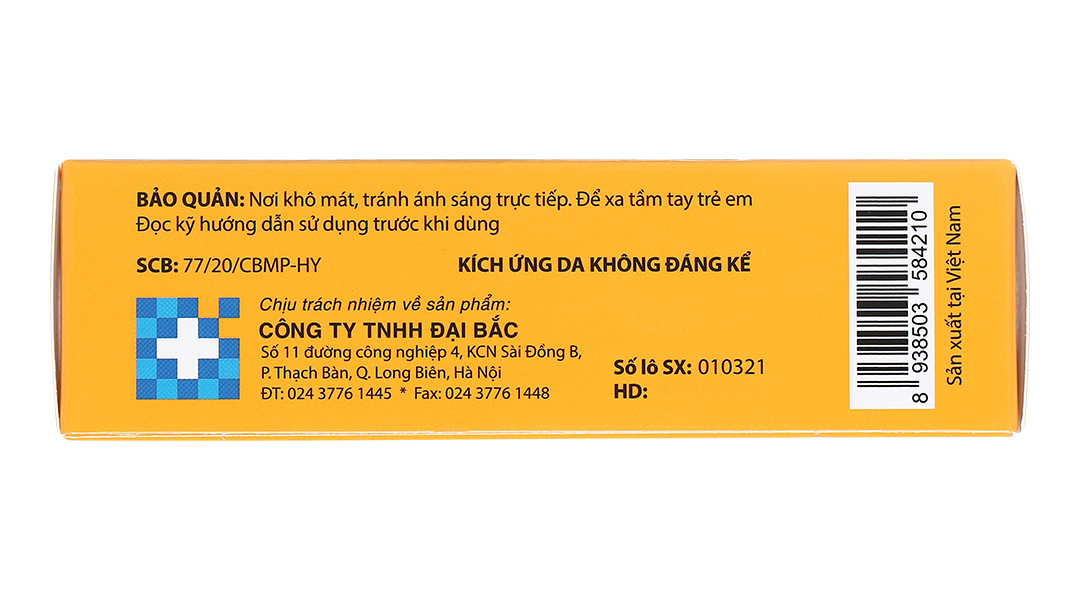 BẢO QUẢN: Nơi khô mát, tránh ánh sáng trực tiếp. Để xa tầm tay trẻ em
Đọc kỹ hướng dẫn sử dụng trước khi dùng
SCB: 77/20/CBMP-HY
KÍCH ỨNG DA KHÔNG ĐÁNG KỂ
Chịu trách nhiệm về sản phẩm:
CÔNG TY TNHH ĐẠI BẮC
Số 11 đường công nghiệp 4, KCN Sài Đồng B,
P. Thạch Bàn, Q. Long Biên, Hà Nội
ĐT: 024 3776 1445 * Fax: 024 3776 1448
Số lô SX: 010321
HD:
8 938503 584210
Sản xuất tại Việt Nam